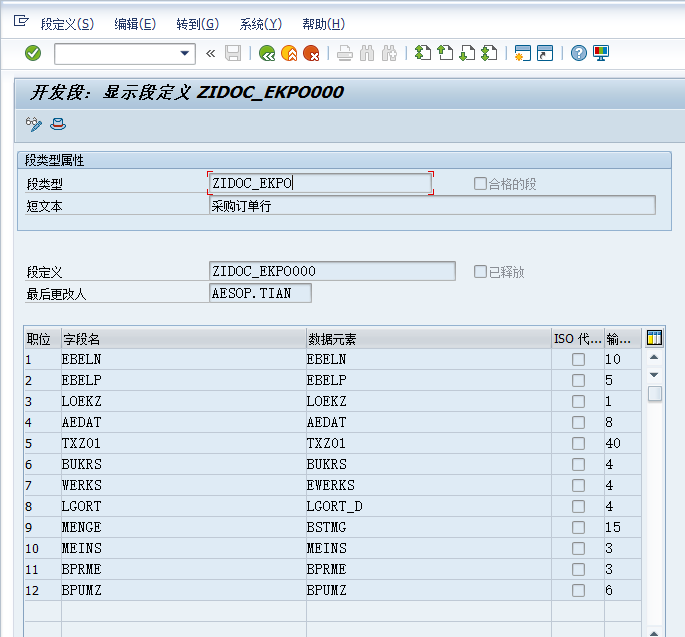 段定义(S) 编辑(E) 转到(G) 系统(Y) 帮助(H)
开发段: 显示段定义 ZIDOC_EKPO000
段类型属性
段类型 ZIDOC_EKPO 合格的段
短文本 采购订单行
段定义 ZIDOC_EKPO000 已释放
最后更改人 AESOP.TIAN
职位 字段名 数据元素 ISO 代... 输...
1 EBELN EBELN 10
2 EBELP EBELP 5
3 LOEKZ LOEKZ 1
4 AEDAT AEDAT 8
5 TXZ01 TXZ01 40
6 BUKRS BUKRS 4
7 WERKS EWERKS 4
8 LGORT LGORT_D 4
9 MENGE BSTMG 15
10 MEINS MEINS 3
11 BPRME BPRME 3
12 BPUMZ BPUMZ 6